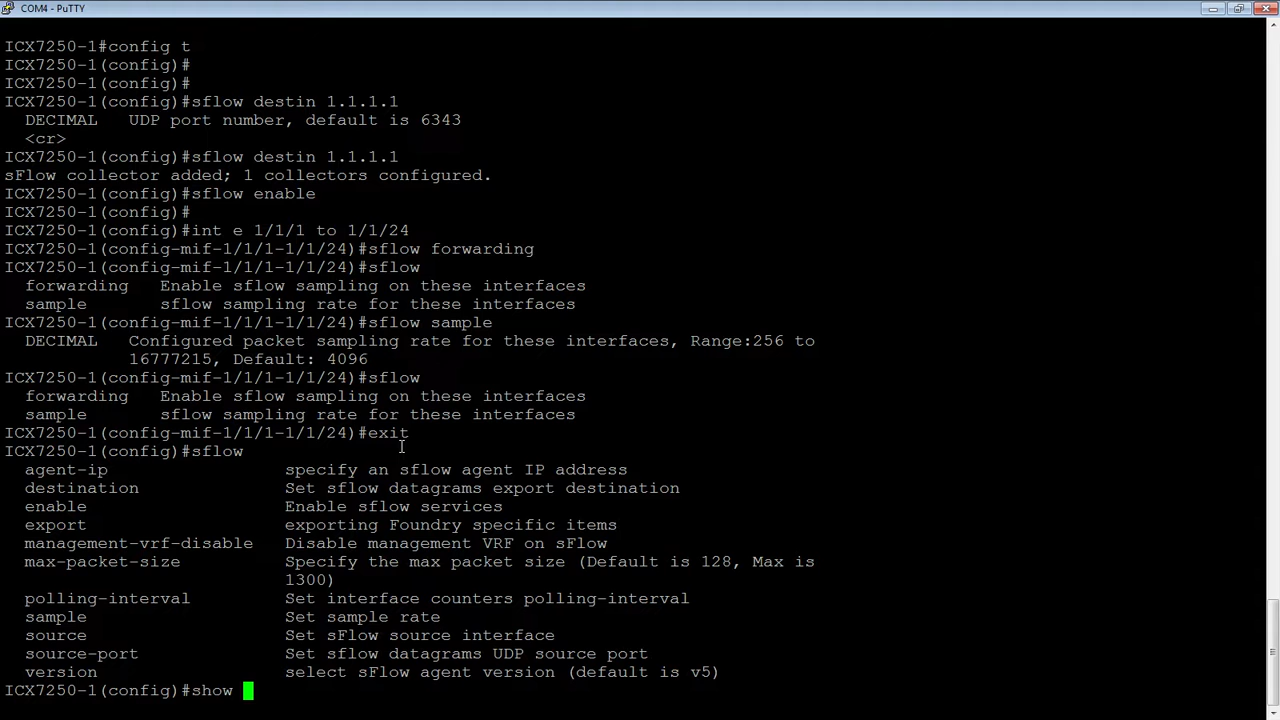 COM4 - PuTTY
ICX7250-1#config t
ICX7250-1(config)#
ICX7250-1(config)#
ICX7250-1(config)#sflow destin 1.1.1.1
  DECIMAL   UDP port number, default is 6343
  <cr>
ICX7250-1(config)#sflow destin 1.1.1.1
sFlow collector added; 1 collectors configured.
ICX7250-1(config)#sflow enable
ICX7250-1(config)#
ICX7250-1(config)#int e 1/1/1 to 1/1/24
ICX7250-1(config-mif-1/1/1-1/1/24)#sflow forwarding
ICX7250-1(config-mif-1/1/1-1/1/24)#sflow
  forwarding   Enable sflow sampling on these interfaces
  sample       sflow sampling rate for these interfaces
ICX7250-1(config-mif-1/1/1-1/1/24)#sflow sample
  DECIMAL   Configured packet sampling rate for these interfaces, Range:256 to
            16777215, Default: 4096
ICX7250-1(config-mif-1/1/1-1/1/24)#sflow
  forwarding   Enable sflow sampling on these interfaces
  sample       sflow sampling rate for these interfaces
ICX7250-1(config-mif-1/1/1-1/1/24)#exit
ICX7250-1(config)#sflow
  agent-ip                 specify an sflow agent IP address
  destination              Set sflow datagrams export destination
  enable                   Enable sflow services
  export                   exporting Foundry specific items
  management-vrf-disable   Disable management VRF on sFlow
  max-packet-size          Specify the max packet size (Default is 128, Max is
                           1300)
  polling-interval         Set interface counters polling-interval
  sample                   Set sample rate
  source                   Set sFlow source interface
  source-port              Set sflow datagrams UDP source port
  version                  select sFlow agent version (default is v5)
ICX7250-1(config)#show